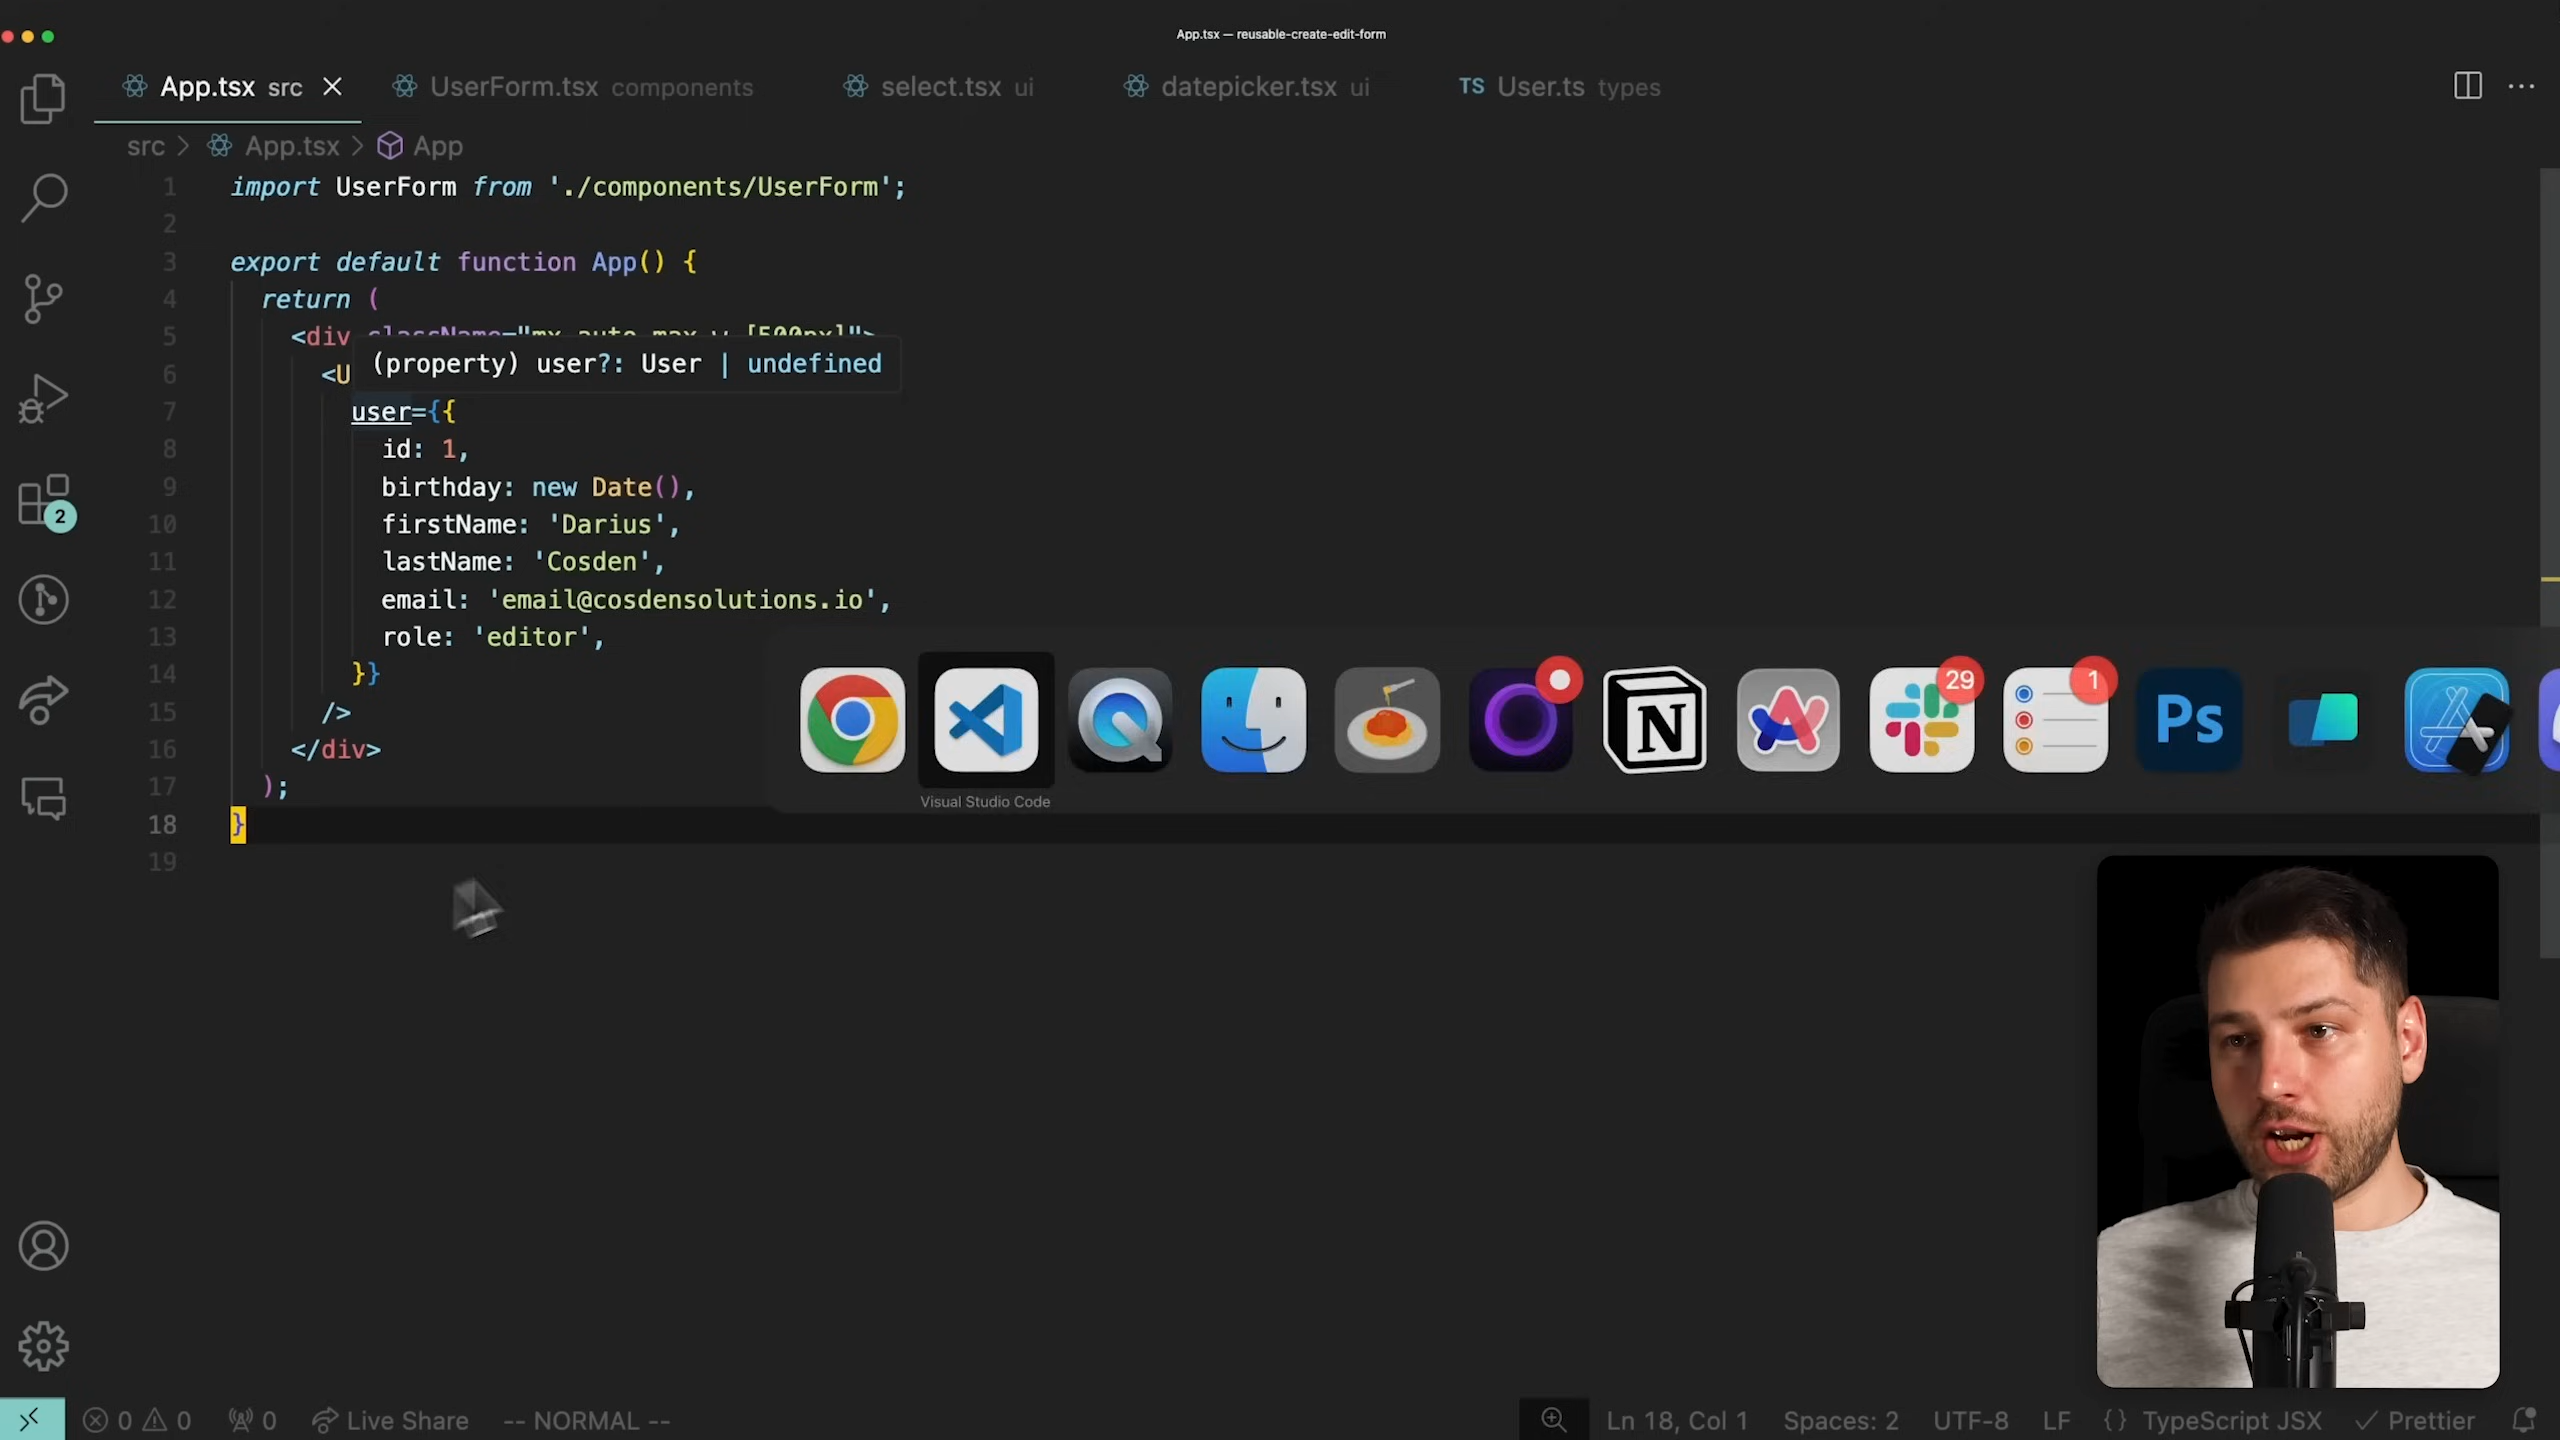 App.tsx — reusable-create-edit-form
App.tsx src UserForm.tsx components select.tsx ui datepicker.tsx ui TS User.ts types
src > App.tsx > App
1 import UserForm from './components/UserForm';
2
3 export default function App() {
4 return (
5 <div className="mx-auto max-w-[500px]">
(property) user?: User | undefined
6 <U
7 user={{
8 id: 1,
9 birthday: new Date(),
10 firstName: 'Darius',
11 lastName: 'Cosden',
12 email: 'email@cosdensolutions.io',
13 role: 'editor',
14 }}
15 />
16 </div>
17 );
18 }
19
2
N
29
1
Ps
Visual Studio Code
0 0 0 Live Share -- NORMAL -- Ln 18, Col 1 Spaces: 2 UTF-8 LF {} TypeScript JSX Prettier